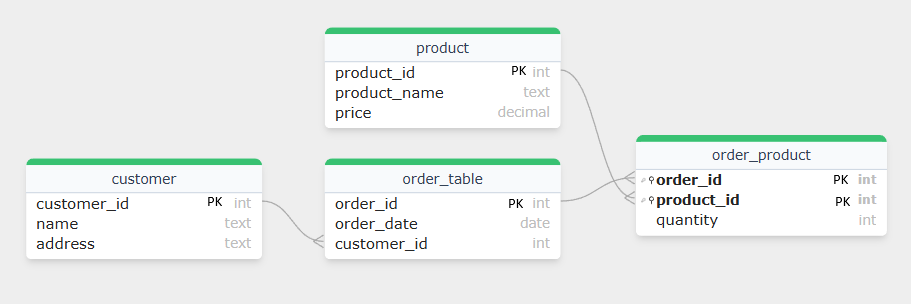 product
product_id PK int
product_name text
price decimal
customer
customer_id PK int
name text
address text
order_table
order_id PK int
order_date date
customer_id int
order_product
order_id PK int
product_id PK int
quantity int